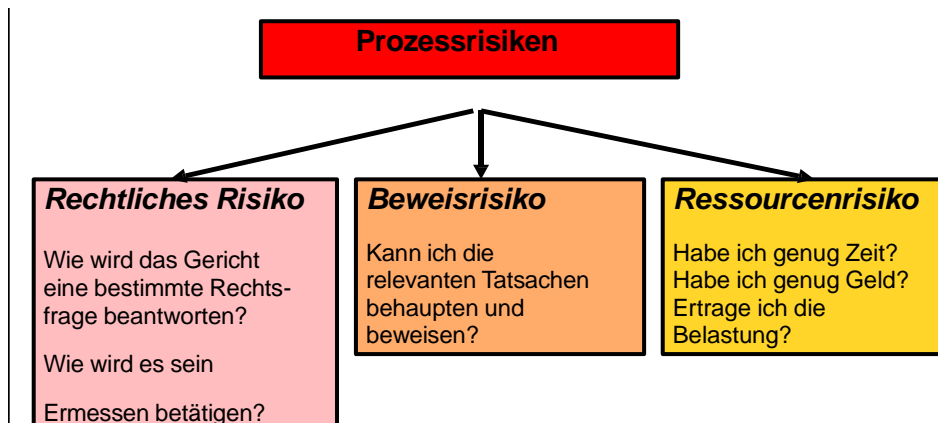 Prozessrisiken
Rechtliches Risiko
Wie wird das Gericht
eine bestimmte Rechts-
frage beantworten?
Wie wird es sein
Ermessen betätigen?
Beweisrisiko
Kann ich die
relevanten Tatsachen
behaupten und
beweisen?
Ressourcenrisiko
Habe ich genug Zeit?
Habe ich genug Geld?
Ertrage ich die
Belastung?